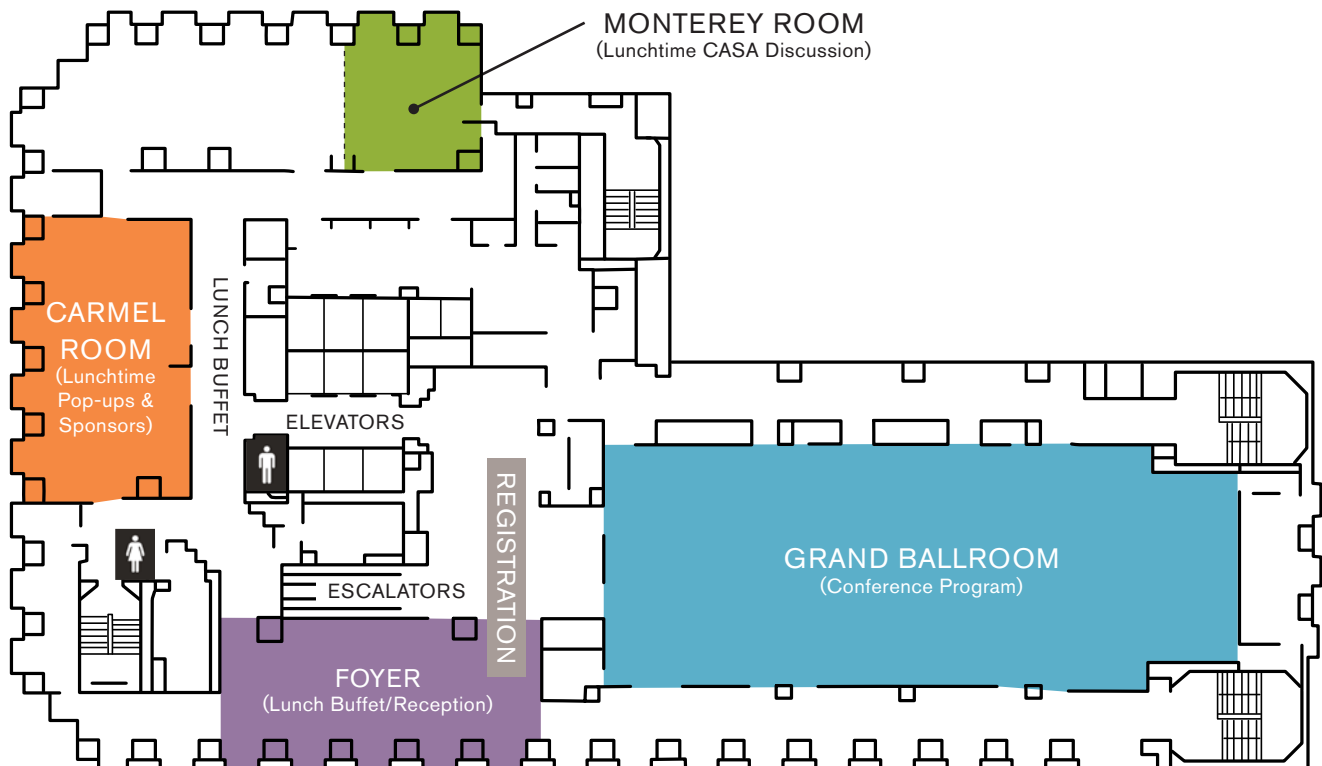 MONTEREY ROOM
(Lunchtime CASA Discussion)
CARMEL
ROOM
(Lunchtime
Pop-ups &
Sponsors)
LUNCH BUFFET
ELEVATORS
REGISTRATION
GRAND BALLROOM
(Conference Program)
ESCALATORS
FOYER
(Lunch Buffet/Reception)